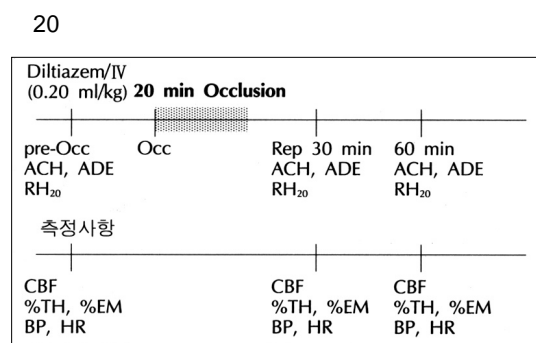 20
Diltiazem/IV
(0.20 ml/kg) 20 min Occlusion
pre-Occ Occ Rep 30 min 60 min
ACH, ADE ACH, ADE ACH, ADE
RH₂₀ RH₂₀ RH₂₀
측정사항
CBF CBF CBF
%TH, %EM %TH, %EM %TH, %EM
BP, HR BP, HR BP, HR